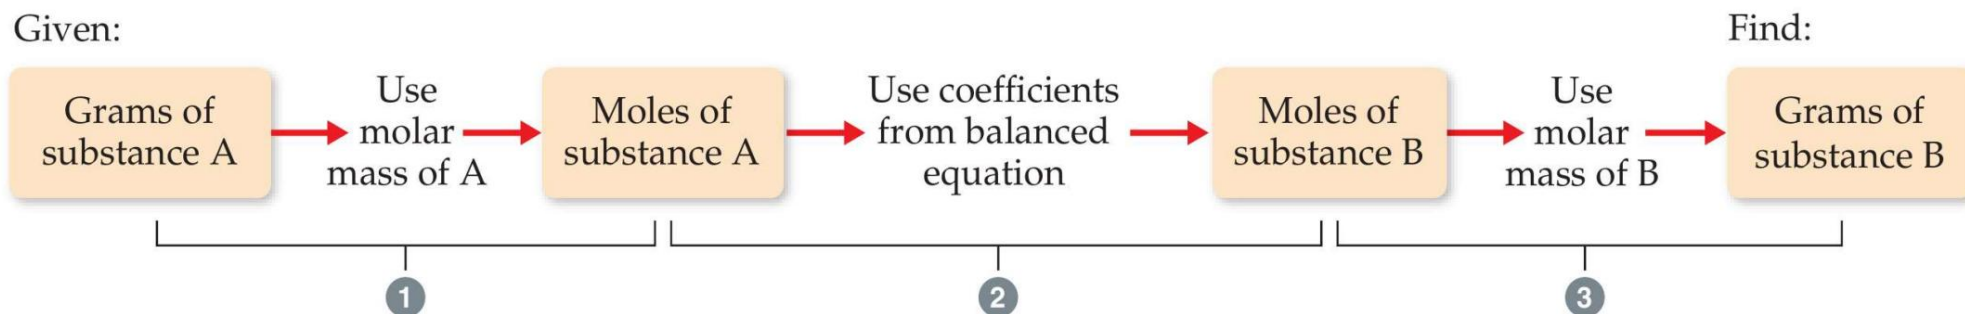 Given:
Find:
Grams of
substance A
Use
molar
mass of A
Moles of
substance A
Use coefficients
from balanced
equation
Moles of
substance B
Use
molar
mass of B
Grams of
substance B
1
2
3